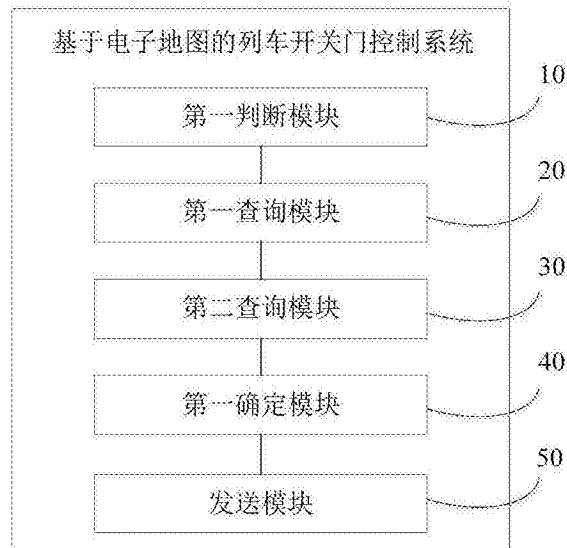 基于电子地图的列车开关门控制系统
第一判断模块
10
第一查询模块
20
第二查询模块
30
第一确定模块
40
发送模块
50